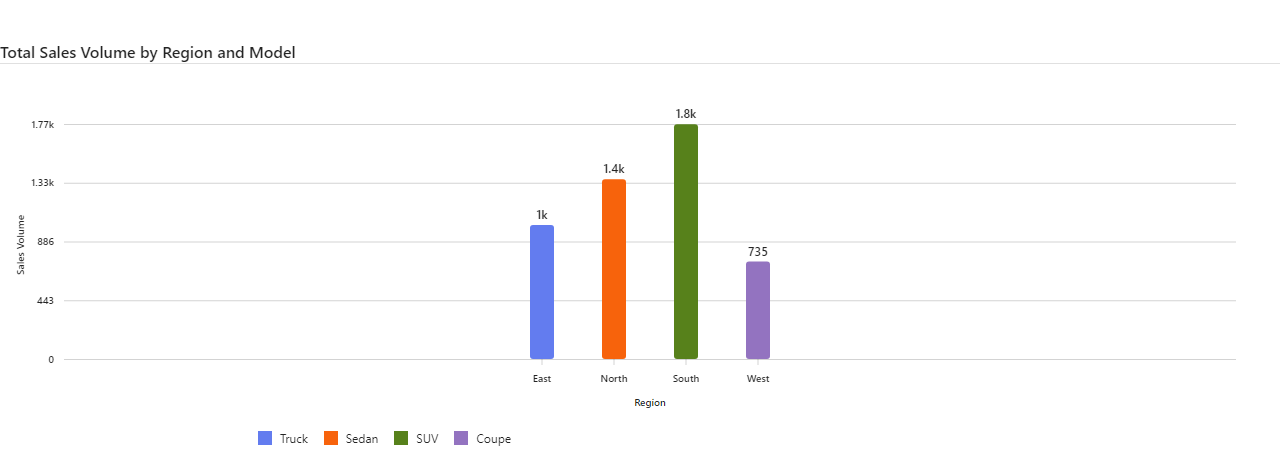 Total Sales Volume by Region and Model
1.8k
1.77k
1.4k
1.33k
1k
886
735
443
0
Sales Volume
East North South West
Region
Truck Sedan SUV Coupe